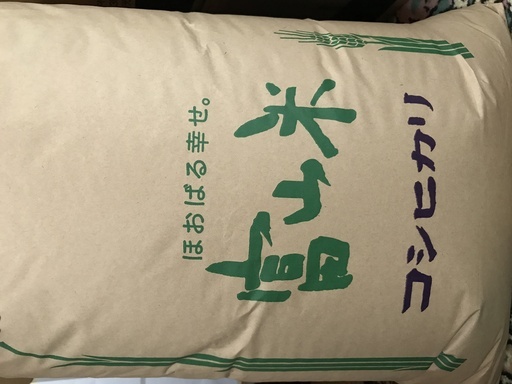 コシヒカリ
富山米
ほおばる幸せ。